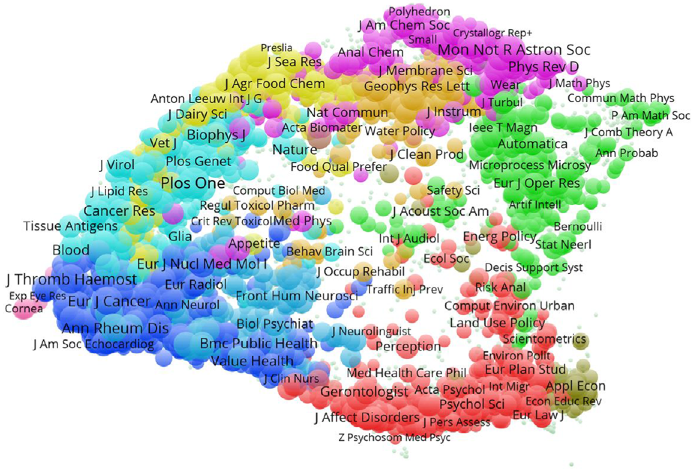 Polyhedron
J Am Chem Soc
Small
Crystallogr Rep+
Preslia
Anal Chem
Mon Not R Astron Soc
J Sea Res
J Membrane Sci
Phys Rev D
J Agr Food Chem
Geophys Res Lett
Wear
J Math Phys
Anton Leeuw Int J G
J Turbul
Commun Math Phys
J Dairy Sci
Nat Commun
J Instrum
P Am Math Soc
Biophys J
Acta Biomater
Water Policy
Ieee T Magn
J Comb Theory A
Vet J
Nature
J Clean Prod
Automatica
Ann Probab
J Virol
Plos Genet
Food Qual Prefer
Microprocess Microsy
Plos One
Eur J Oper Res
J Lipid Res
Comput Biol Med
Safety Sci
Cancer Res
Regul Toxicol Pharm
J Acoust Soc Am
Artif Intell
Tissue Antigens
Crit Rev Toxicol
Med Phys
Bernoulli
Glia
Int J Audiol
Energ Policy
Stat Neerl
Blood
Appetite
Behav Brain Sci
Ecol Soc
Eur J Nucl Med Mol I
Decis Support Syst
J Thromb Haemost
J Occup Rehabil
Eur Radiol
Traffic Inj Prev
Risk Anal
Exp Eye Res
Eur J Cancer
Ann Neurol
Front Hum Neurosci
Comput Environ Urban
Cornea
Ann Rheum Dis
Biol Psychiat
J Neurolinguist
Land Use Policy
J Am Soc Echocardiog
Bmc Public Health
Perception
Scientometrics
Value Health
Environ Polit
J Clin Nurs
Med Health Care Phil
Eur Plan Stud
Gerontologist
Acta Psychol
Int Migr
Appl Econ
Psychol Sci
Econ Educ Rev
J Affect Disorders
J Pers Assess
Eur Law J
Z Psychosom Med Psyc